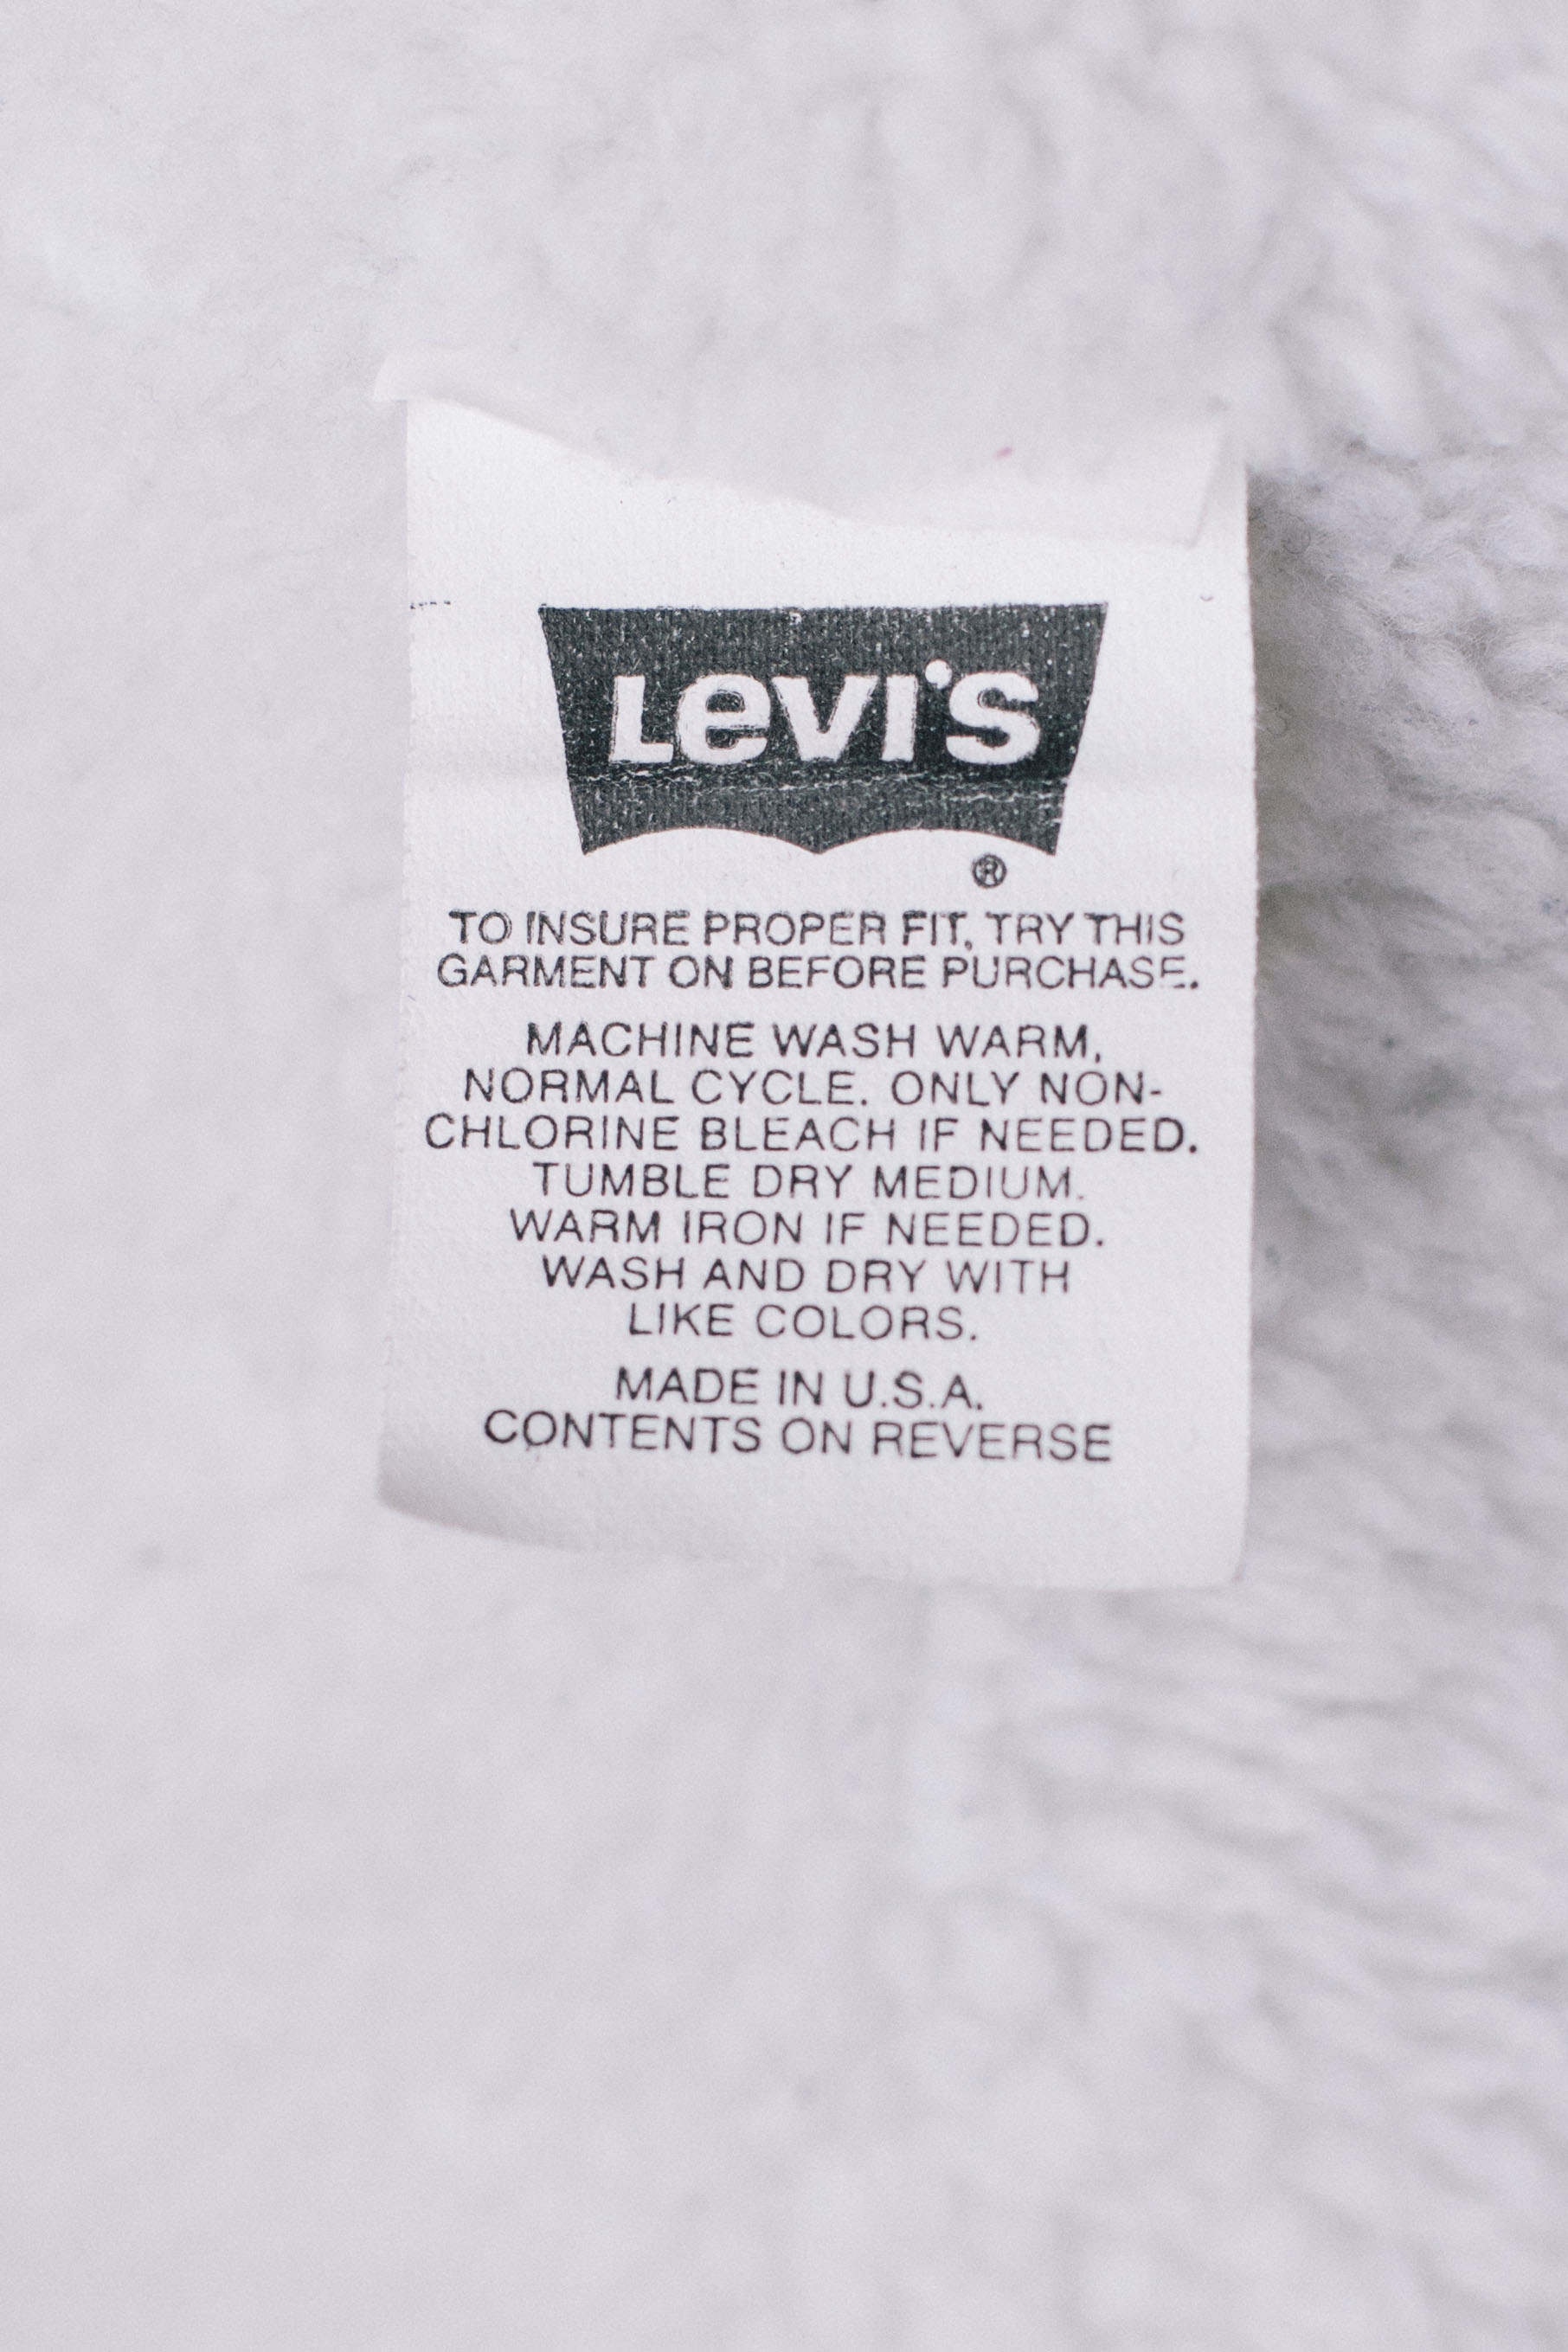 Levi's
®
TO INSURE PROPER FIT, TRY THIS
GARMENT ON BEFORE PURCHASE.
MACHINE WASH WARM,
NORMAL CYCLE. ONLY NON-
CHLORINE BLEACH IF NEEDED.
TUMBLE DRY MEDIUM.
WARM IRON IF NEEDED.
WASH AND DRY WITH
LIKE COLORS.
MADE IN U.S.A.
CONTENTS ON REVERSE